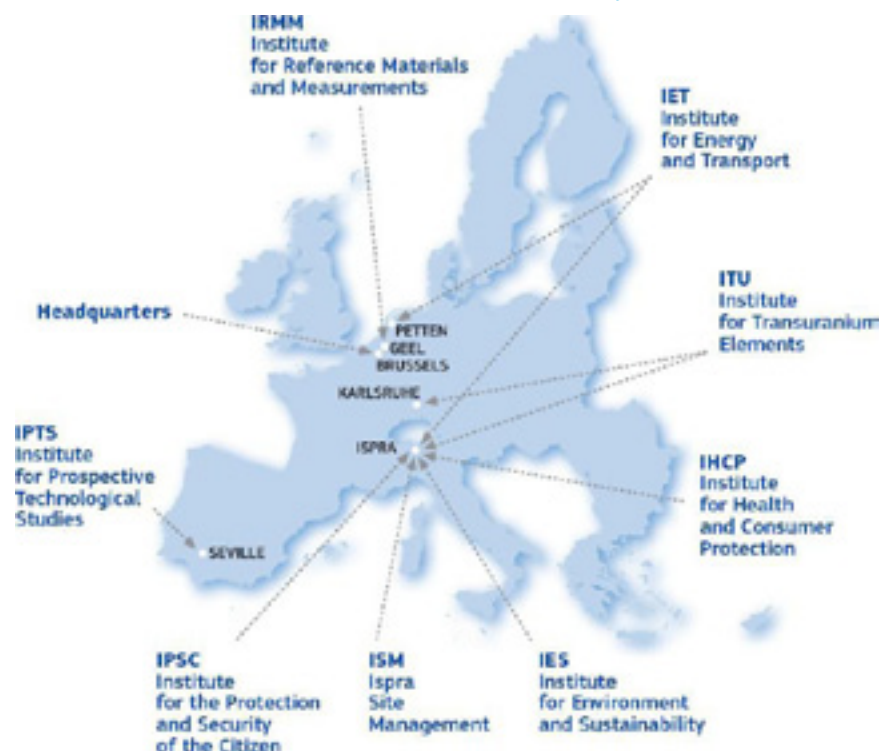 IRMM
Institute
for Reference Materials
and Measurements
IET
Institute
for Energy
and Transport
ITU
Institute
for Transuranium
Elements
Headquarters
PETTEN
GEEL
BRUSSELS
KARLSRUHE
ISPRA
IPTS
Institute
for Prospective
Technological
Studies
SEVILLE
IHCP
Institute
for Health
and Consumer
Protection
IPSC
Institute
for the Protection
and Security
of the Citizen
ISM
Ispra
Site
Management
IES
Institute
for Environment
and Sustainability